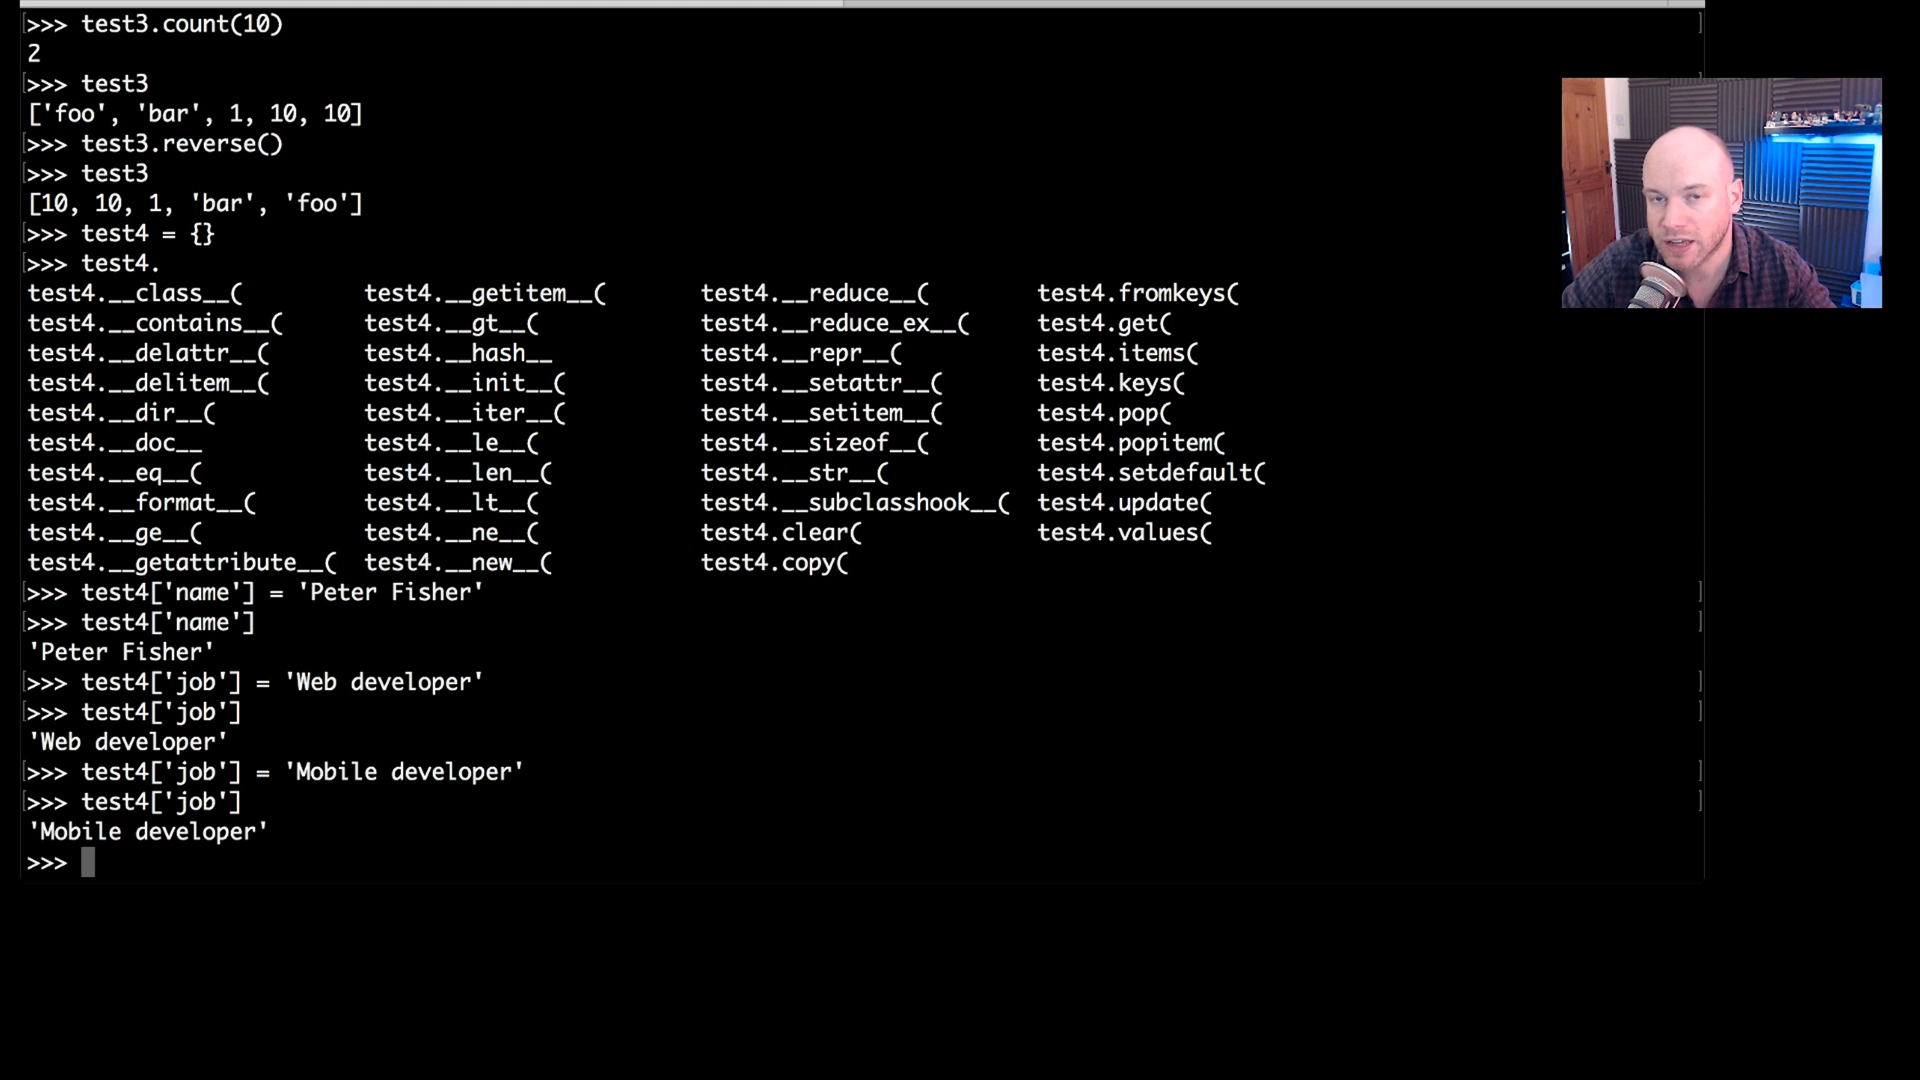 >>> test3.count(10)
2
>>> test3
['foo', 'bar', 1, 10, 10]
>>> test3.reverse()
>>> test3
[10, 10, 1, 'bar', 'foo']
>>> test4 = {}
>>> test4.
test4.__class__( test4.__getitem__( test4.__reduce__( test4.fromkeys(
test4.__contains__( test4.__gt__( test4.__reduce_ex__( test4.get(
test4.__delattr__( test4.__hash__ test4.__repr__( test4.items(
test4.__delitem__( test4.__init__( test4.__setattr__( test4.keys(
test4.__dir__( test4.__iter__( test4.__setitem__( test4.pop(
test4.__doc__ test4.__le__( test4.__sizeof__( test4.popitem(
test4.__eq__( test4.__len__( test4.__str__( test4.setdefault(
test4.__format__( test4.__lt__( test4.__subclasshook__( test4.update(
test4.__ge__( test4.__ne__( test4.clear( test4.values(
test4.__getattribute__( test4.__new__( test4.copy(
>>> test4['name'] = 'Peter Fisher'
>>> test4['name']
'Peter Fisher'
>>> test4['job'] = 'Web developer'
>>> test4['job']
'Web developer'
>>> test4['job'] = 'Mobile developer'
>>> test4['job']
'Mobile developer'
>>>